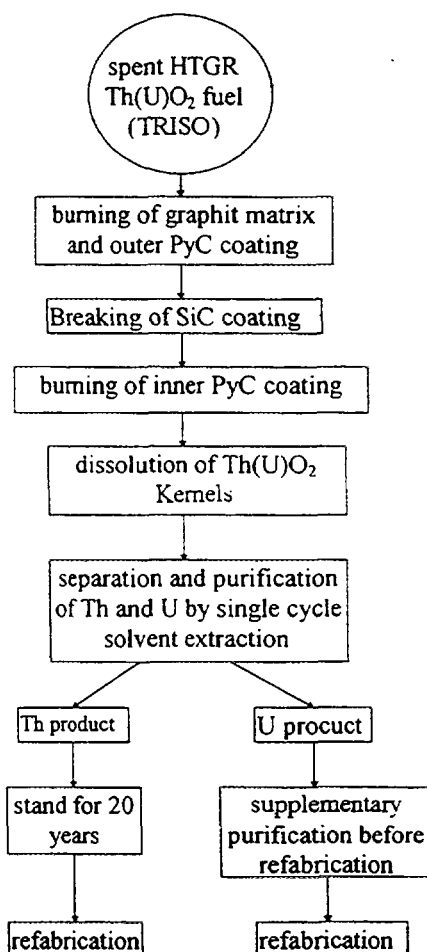 spent HTGR
Th(U)O₂ fuel
(TRISO)
burning of graphit matrix
and outer PyC coating
Breaking of SiC coating
burning of inner PyC coating
dissolution of Th(U)O₂
Kernels
separation and purification
of Th and U by single cycle
solvent extraction
Th product
U procuct
stand for 20
years
supplementary
purification before
refabrication
refabrication
refabrication